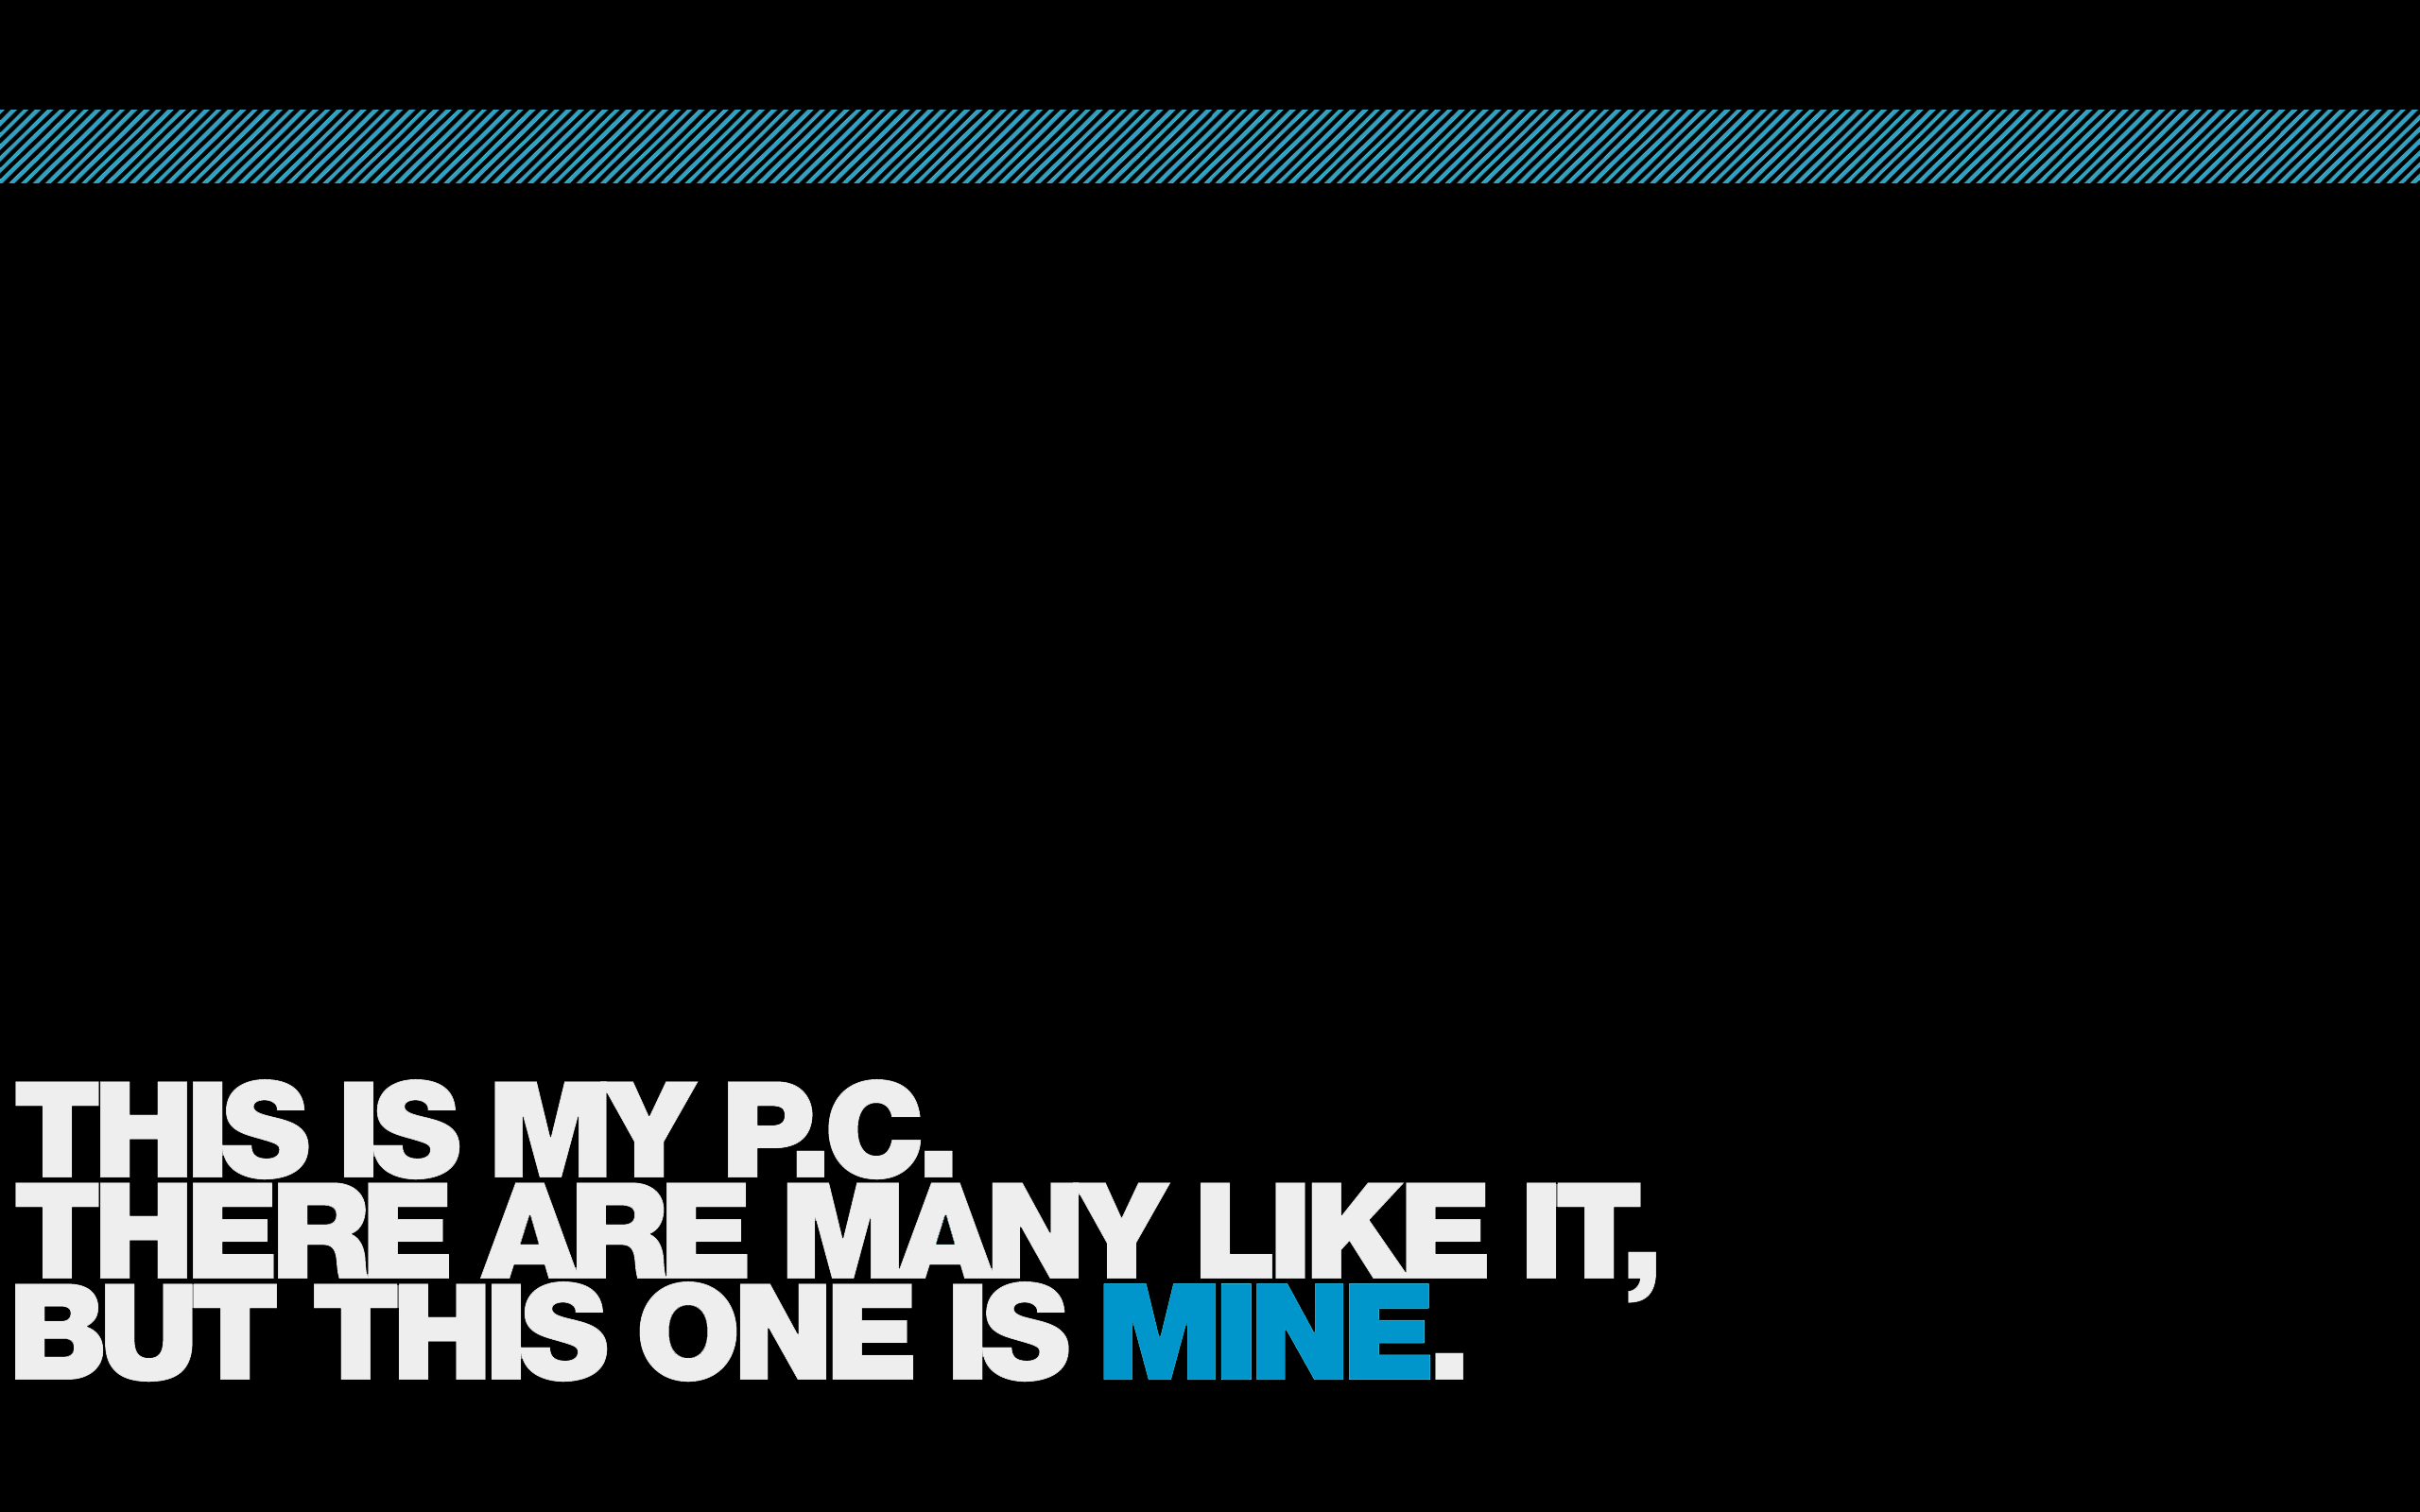 THIS IS MY P.C.
THERE ARE MANY LIKE IT,
BUT THIS ONE IS MINE.